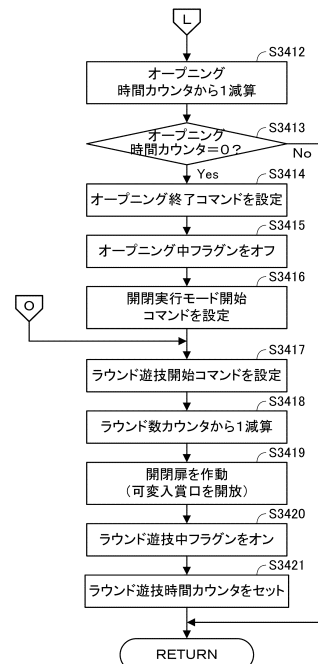 L
S3412
オープニング
時間カウンタから1減算
S3413
オープニング
時間カウンタ=0?
No
Yes
S3414
オープニング終了コマンドを設定
S3415
オープニング中フラグンをオフ
S3416
開閉実行モード開始
コマンドを設定
O
S3417
ラウンド遊技開始コマンドを設定
S3418
ラウンド数カウンタから1減算
S3419
開閉扉を作動
(可変入賞口を開放)
S3420
ラウンド遊技中フラグンをオン
S3421
ラウンド遊技時間カウンタをセット
RETURN